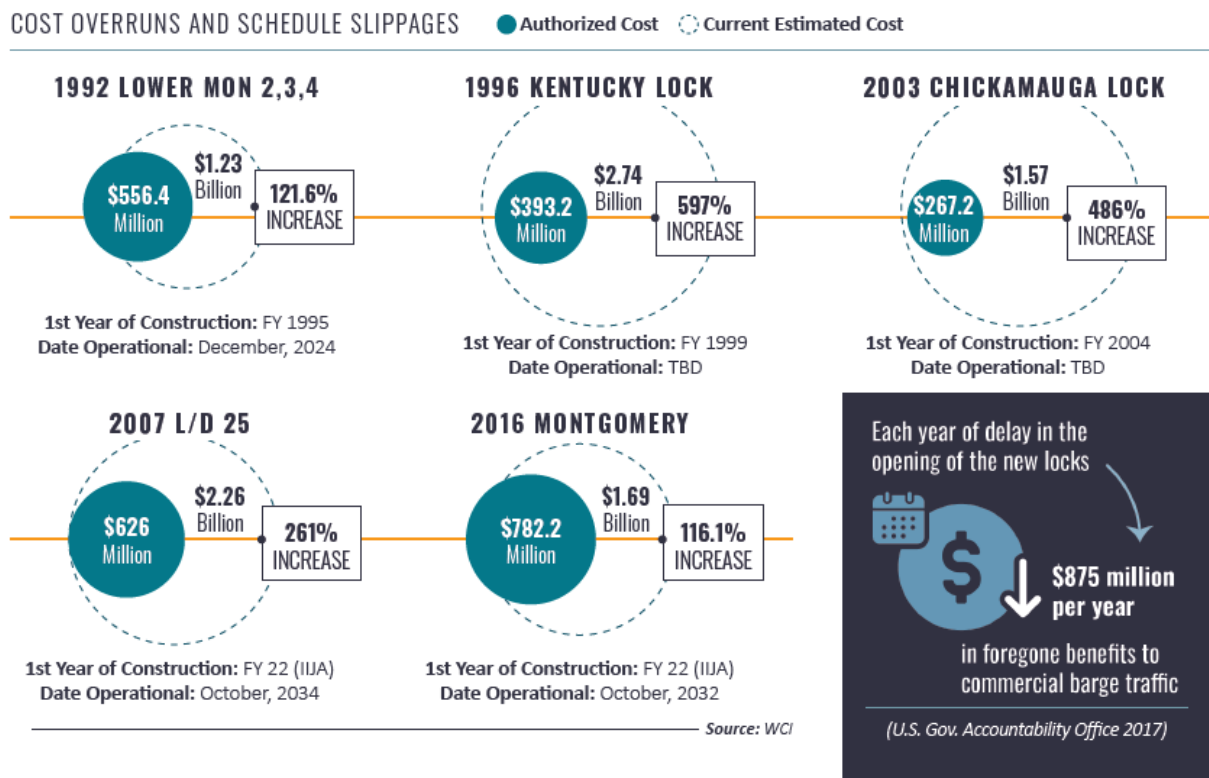 COST OVERRUNS AND SCHEDULE SLIPPAGES
Authorized Cost
Current Estimated Cost
1992 LOWER MON 2,3,4
$556.4
Million
$1.23
Billion
121.6%
INCREASE
1st Year of Construction: FY 1995
Date Operational: December, 2024
1996 KENTUCKY LOCK
$393.2
Million
$2.74
Billion
597%
INCREASE
1st Year of Construction: FY 1999
Date Operational: TBD
2003 CHICKAMAUGA LOCK
$267.2
Million
$1.57
Billion
486%
INCREASE
1st Year of Construction: FY 2004
Date Operational: TBD
2007 L/D 25
$626
Million
$2.26
Billion
261%
INCREASE
1st Year of Construction: FY 22 (IIJA)
Date Operational: October, 2034
2016 MONTGOMERY
$782.2
Million
$1.69
Billion
116.1%
INCREASE
1st Year of Construction: FY 22 (IIJA)
Date Operational: October, 2032
Source: WCI
Each year of delay in the
opening of the new locks
$
$875 million
per year
in foregone benefits to
commercial barge traffic
(U.S. Gov. Accountability Office 2017)